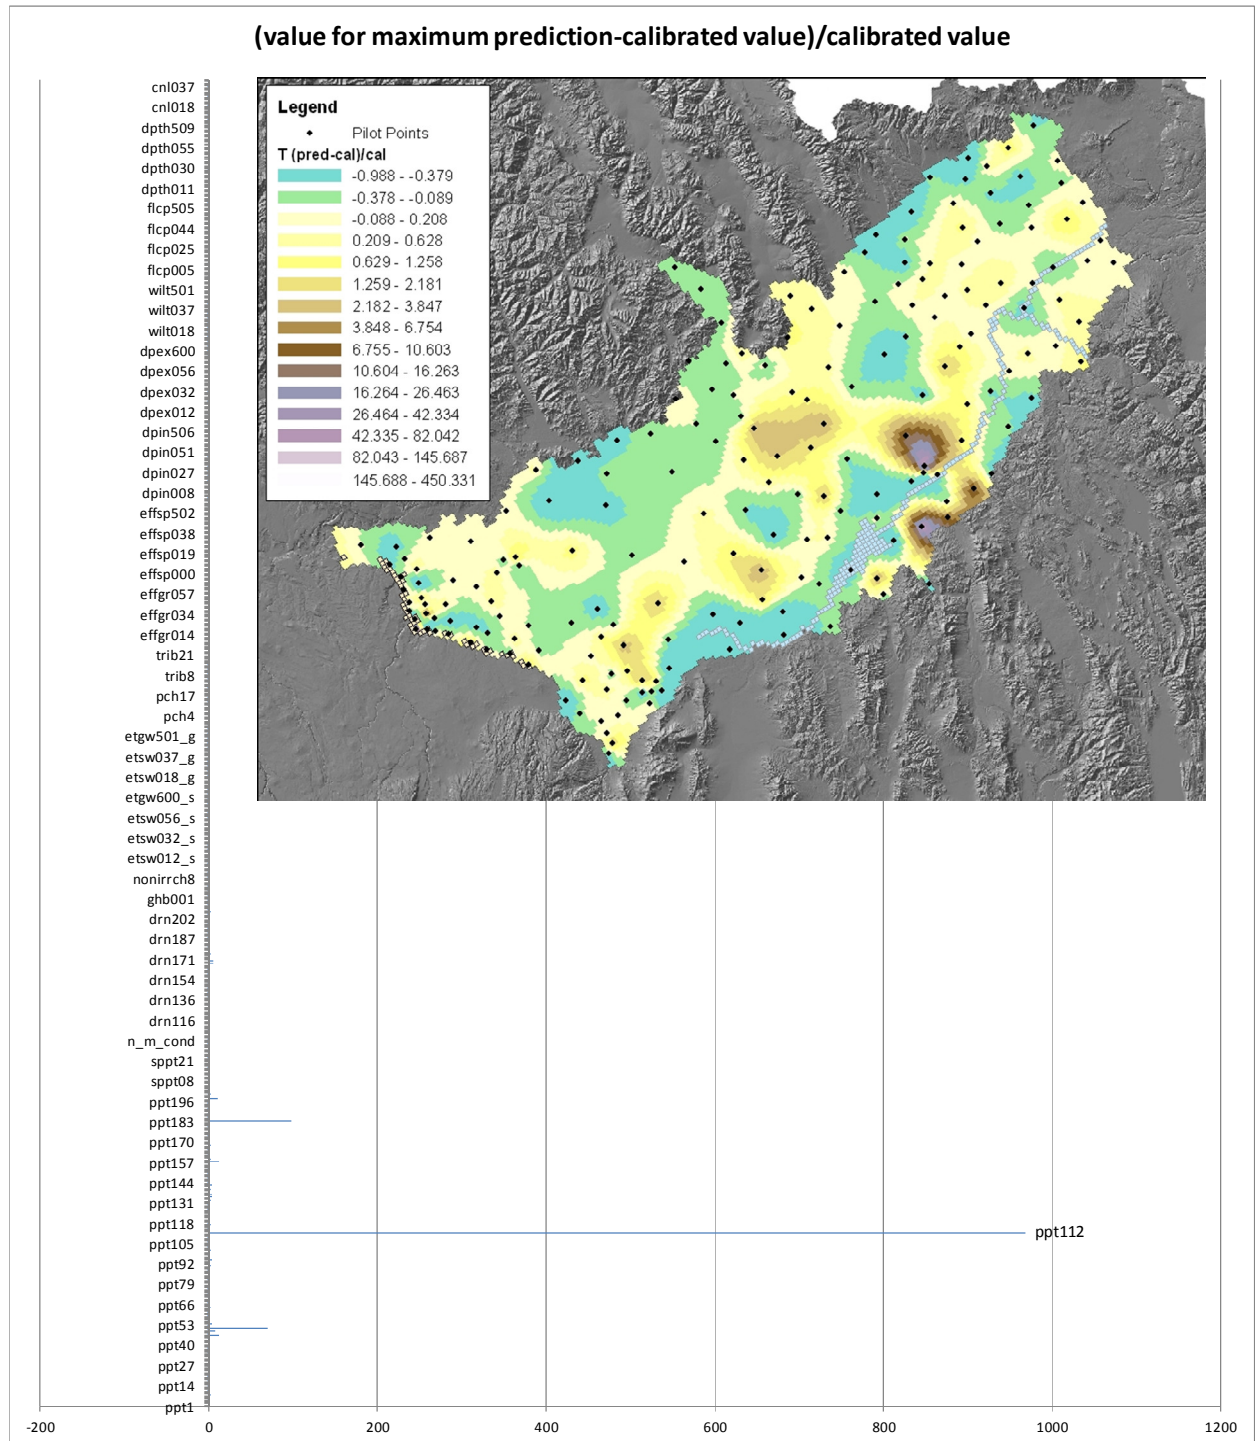 (value for maximum prediction-calibrated value)/calibrated value
Legend
Pilot Points
T (pred-cal)/cal
-0.988 - -0.379
-0.378 - -0.089
-0.088 - 0.208
0.209 - 0.628
0.629 - 1.258
1.259 - 2.181
2.182 - 3.847
3.848 - 6.754
6.755 - 10.603
10.604 - 16.263
16.264 - 26.463
26.464 - 42.334
42.335 - 82.042
82.043 - 145.687
145.688 - 450.331
cnl037
cnl018
dpth509
dpth055
dpth030
dpth011
flcp505
flcp044
flcp025
flcp005
wilt501
wilt037
wilt018
dpex600
dpex056
dpex032
dpex012
dpin506
dpin051
dpin027
dpin008
effsp502
effsp038
effsp019
effsp000
effgr057
effgr034
effgr014
trib21
trib8
pch17
pch4
etgw501_g
etsw037_g
etsw018_g
etgw600_s
etsw056_s
etsw032_s
etsw012_s
nonirrch8
ghb001
drn202
drn187
drn171
drn154
drn136
drn116
n_m_cond
sppt21
sppt08
ppt196
ppt183
ppt170
ppt157
ppt144
ppt131
ppt118
ppt112
ppt105
ppt92
ppt79
ppt66
ppt53
ppt40
ppt27
ppt14
ppt1
-200 0 200 400 600 800 1000 1200